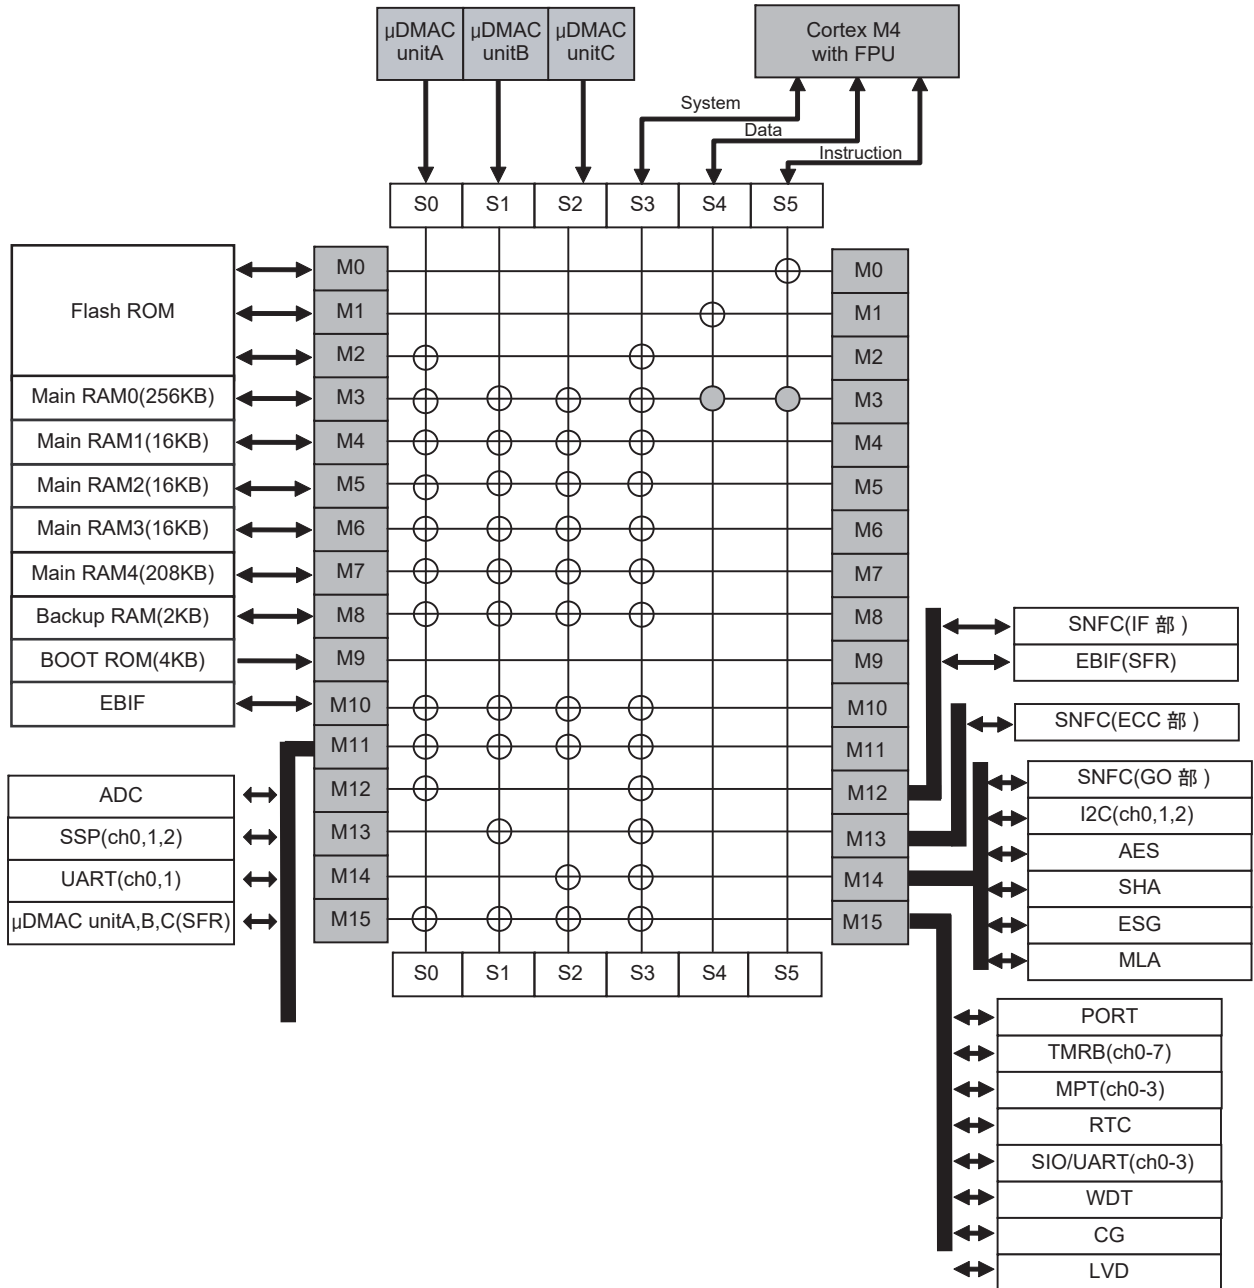 µDMAC
unitA
µDMAC
unitB
µDMAC
unitC
Cortex M4
with FPU
System
Data
Instruction
S0
S1
S2
S3
S4
S5
Flash ROM
Main RAM0(256KB)
Main RAM1(16KB)
Main RAM2(16KB)
Main RAM3(16KB)
Main RAM4(208KB)
Backup RAM(2KB)
BOOT ROM(4KB)
EBIF
ADC
SSP(ch0,1,2)
UART(ch0,1)
µDMAC unitA,B,C(SFR)
M0
M1
M2
M3
M4
M5
M6
M7
M8
M9
M10
M11
M12
M13
M14
M15
M0
M1
M2
M3
M4
M5
M6
M7
M8
M9
M10
M11
M12
M13
M14
M15
S0
S1
S2
S3
S4
S5
SNFC(IF 部 )
EBIF(SFR)
SNFC(ECC 部 )
SNFC(GO 部 )
I2C(ch0,1,2)
AES
SHA
ESG
MLA
PORT
TMRB(ch0-7)
MPT(ch0-3)
RTC
SIO/UART(ch0-3)
WDT
CG
LVD